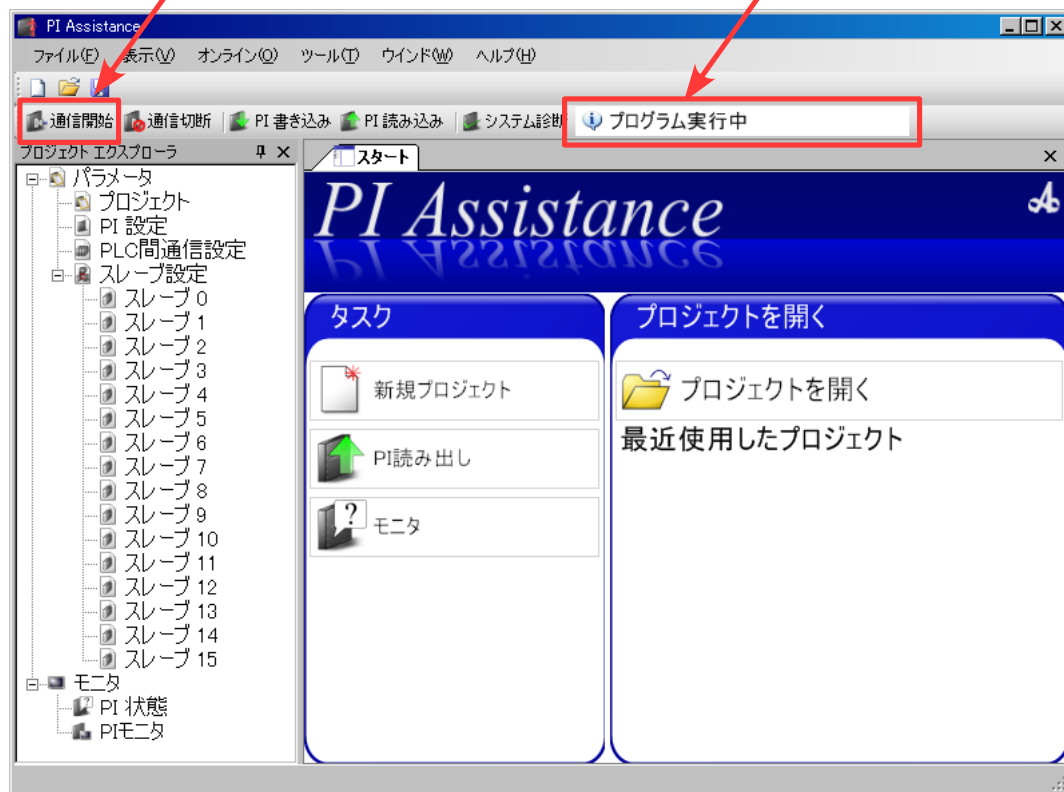 PI Assistance
ファイル(F) 表示(V) オンライン(O) ツール(T) ウインド(W) ヘルプ(H)
通信開始 通信切断 PI 書き込み PI 読み込み システム診断 プログラム実行中
プロジェクト エクスプローラ
スタート
パラメータ
プロジェクト
PI 設定
PLC間通信設定
スレーブ設定
スレーブ 0
スレーブ 1
スレーブ 2
スレーブ 3
スレーブ 4
スレーブ 5
スレーブ 6
スレーブ 7
スレーブ 8
スレーブ 9
スレーブ 10
スレーブ 11
スレーブ 12
スレーブ 13
スレーブ 14
スレーブ 15
モニタ
PI 状態
PIモニタ
PI Assistance
タスク
新規プロジェクト
PI読み出し
モニタ
プロジェクトを開く
プロジェクトを開く
最近使用したプロジェクト